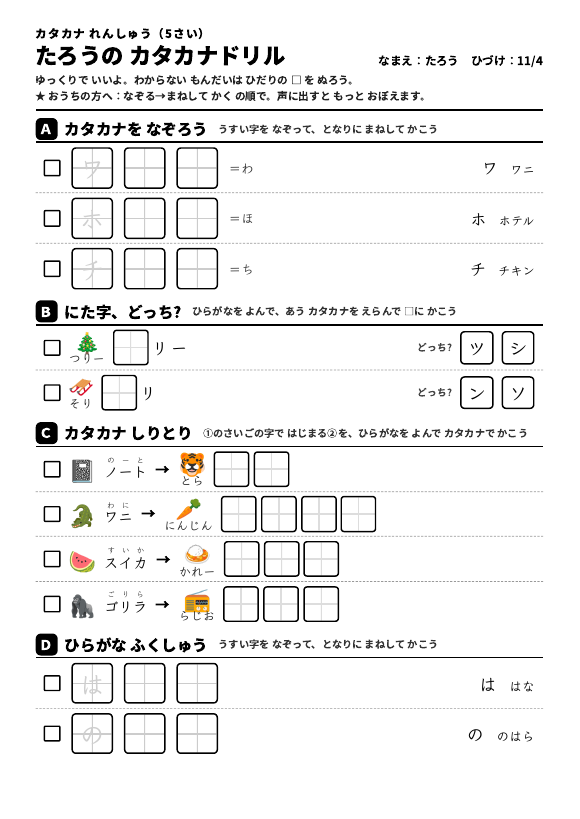 カタカナ れんしゅう（5さい）
たろうの カタカナドリル
なまえ：たろう　ひづけ：11/4
ゆっくりで いいよ。わからない もんだいは ひだりの □ を ぬろう。
★ おうちの方へ：なぞる→まねして かく の順で。声に出すと もっと おぼえます。
A カタカナを なぞろう うすい字を なぞって、となりに まねして かこう
ワ ＝わ ワ ワニ
ホ ＝ほ ホ ホテル
チ ＝ち チ チキン
B にた字、どっち? ひらがなを よんで、あう カタカナを えらんで □に かこう
つりー リー どっち? ツ シ
そり リ どっち? ン ソ
C カタカナ しりとり ①のさいごの字で はじまる②を、ひらがなを よんで カタカナで かこう
のーと
ノート → とら
わに
ワニ → にんじん
すいか
スイカ → かれー
ごりら
ゴリラ → らじお
D ひらがな ふくしゅう うすい字を なぞって、となりに まねして かこう
は は はな
の の のはら